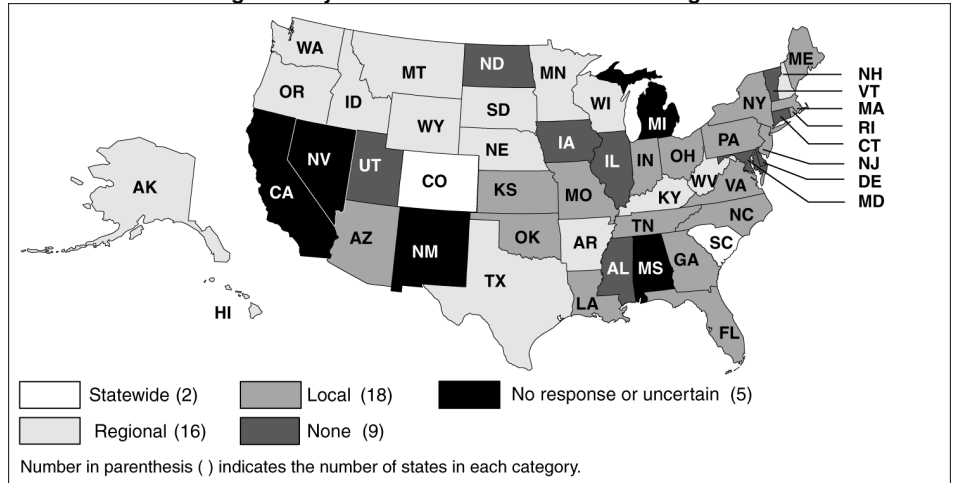 WA
MT
ND
MN
ME
OR
ID
SD
WI
MI
NY
NH
VT
MA
RI
CT
NJ
DE
MD
WY
NE
IA
IL
IN
OH
PA
NV
UT
CO
KS
MO
KY
WV
VA
CA
AK
AZ
NM
OK
AR
TN
NC
SC
TX
LA
AL
MS
GA
FL
HI
Statewide (2)
Local (18)
No response or uncertain (5)
Regional (16)
None (9)
Number in parenthesis ( ) indicates the number of states in each category.